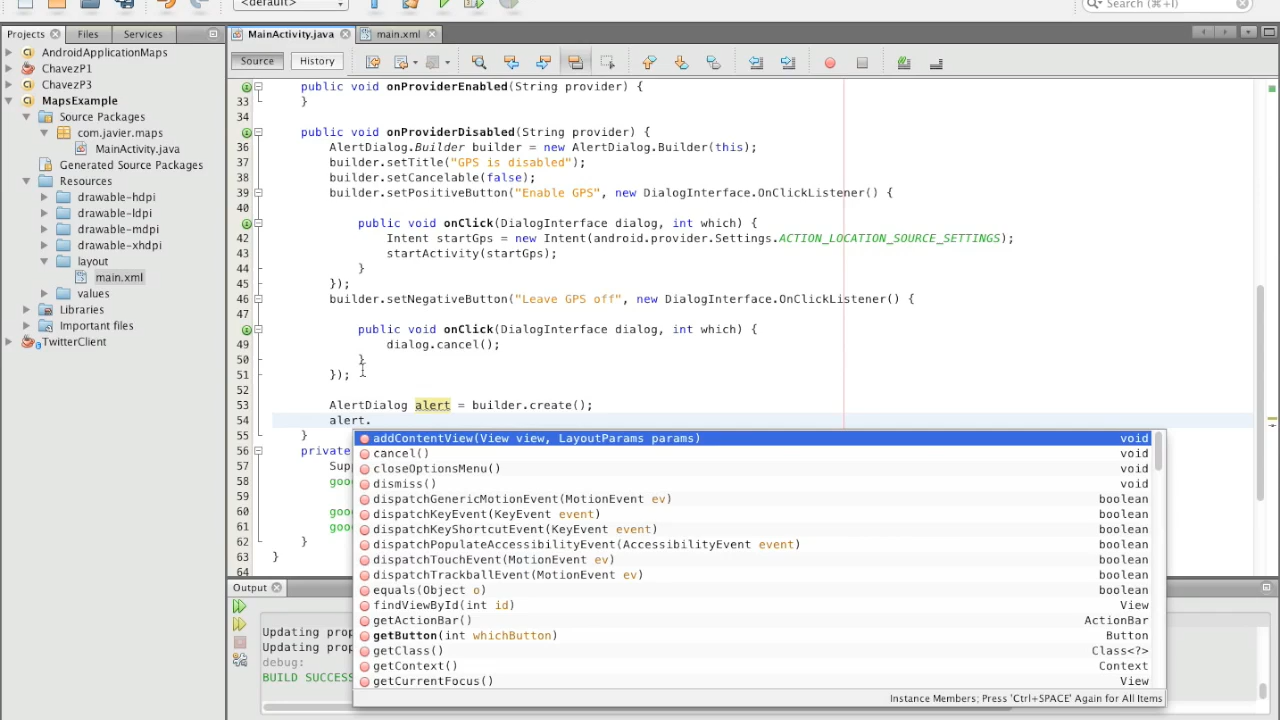 <default>
Search (⌘+I)
Projects
Files
Services
MainActivity.java
main.xml
Source
History
AndroidApplicationMaps
ChavezP1
ChavezP3
MapsExample
Source Packages
com.javier.maps
MainActivity.java
Generated Source Packages
Resources
drawable-hdpi
drawable-ldpi
drawable-mdpi
drawable-xhdpi
layout
main.xml
values
Libraries
Important files
TwitterClient
public void onProviderEnabled(String provider) {
33 }
34
public void onProviderDisabled(String provider) {
36 AlertDialog.Builder builder = new AlertDialog.Builder(this);
37 builder.setTitle("GPS is disabled");
38 builder.setCancelable(false);
39 builder.setPositiveButton("Enable GPS", new DialogInterface.OnClickListener() {
40
public void onClick(DialogInterface dialog, int which) {
42 Intent startGps = new Intent(android.provider.Settings.ACTION_LOCATION_SOURCE_SETTINGS);
43 startActivity(startGps);
44 }
45 });
46 builder.setNegativeButton("Leave GPS off", new DialogInterface.OnClickListener() {
47
public void onClick(DialogInterface dialog, int which) {
49 dialog.cancel();
50 }
51 });
52
53 AlertDialog alert = builder.create();
54 alert.
55 }
56 private
57 Supp
58 goog
60 goog
61 goog
62 }
63 }
64
addContentView(View view, LayoutParams params) void
cancel() void
closeOptionsMenu() void
dismiss() void
dispatchGenericMotionEvent(MotionEvent ev) boolean
dispatchKeyEvent(KeyEvent event) boolean
dispatchKeyShortcutEvent(KeyEvent event) boolean
dispatchPopulateAccessibilityEvent(AccessibilityEvent event) boolean
dispatchTouchEvent(MotionEvent ev) boolean
dispatchTrackballEvent(MotionEvent ev) boolean
equals(Object o) boolean
findViewById(int id) View
getActionBar() ActionBar
getButton(int whichButton) Button
getClass() Class<?>
getContext() Context
getCurrentFocus() View
Instance Members; Press 'Ctrl+SPACE' Again for All Items
Output
Updating prop
Updating prop
debug:
BUILD SUCCESS